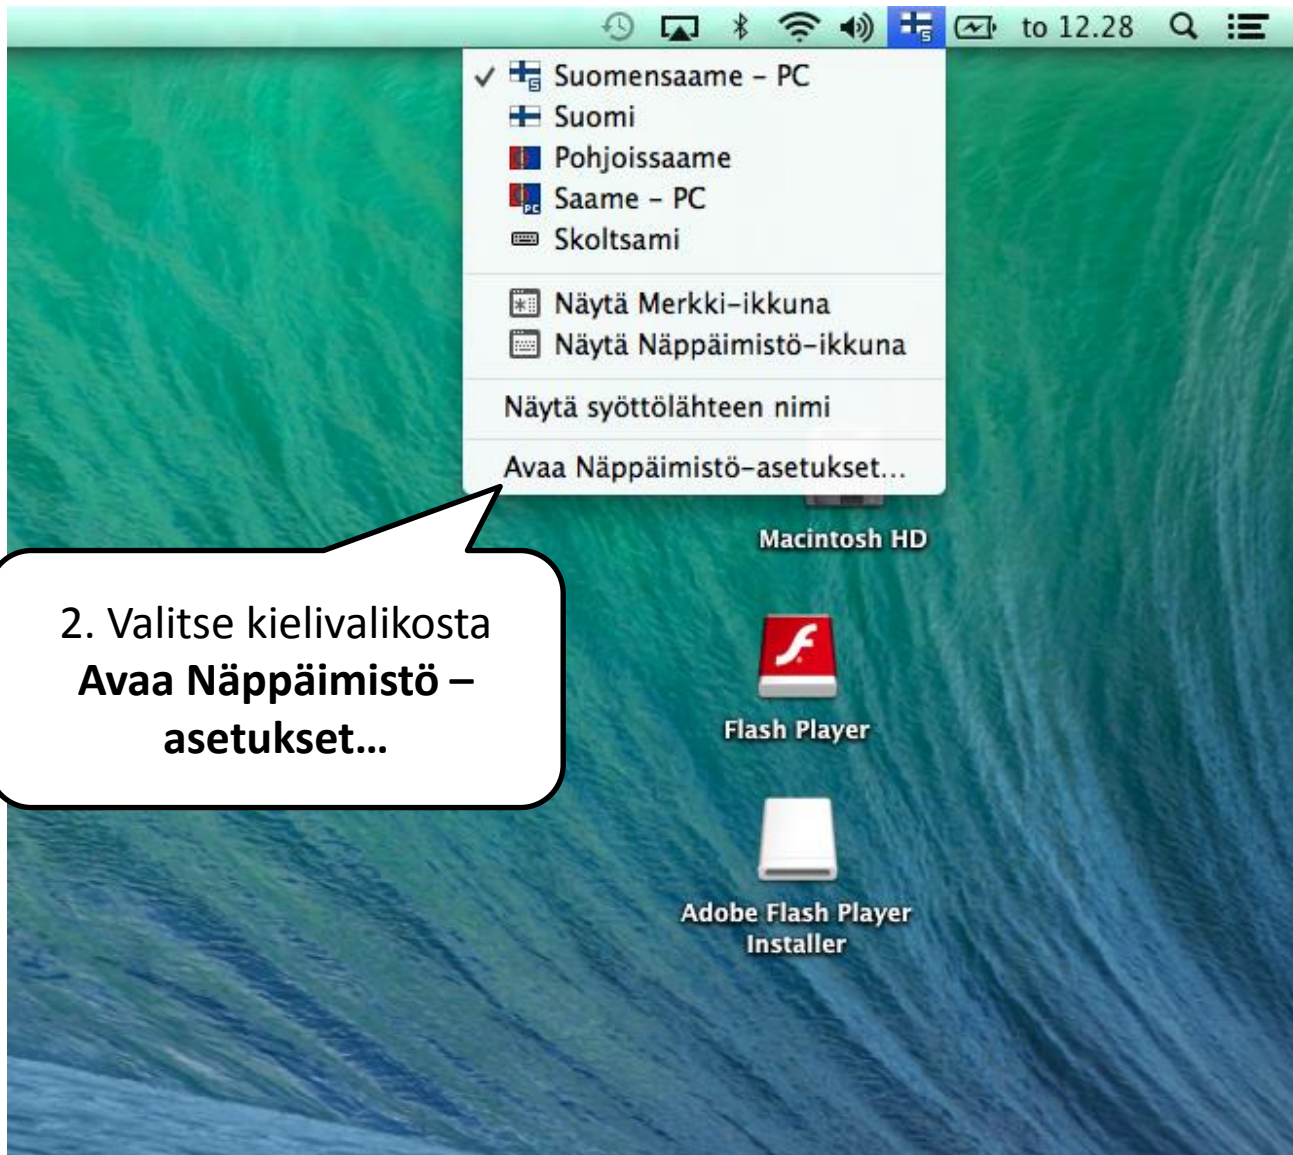 to 12.28
Suomensaame – PC
Suomi
Pohjoissaame
Saame – PC
Skoltsami
Näytä Merkki-ikkuna
Näytä Näppäimistö-ikkuna
Näytä syöttölähteen nimi
Avaa Näppäimistö-asetukset...
Macintosh HD
2. Valitse kielivalikosta
Avaa Näppäimistö –
asetukset...
Flash Player
Adobe Flash Player
Installer